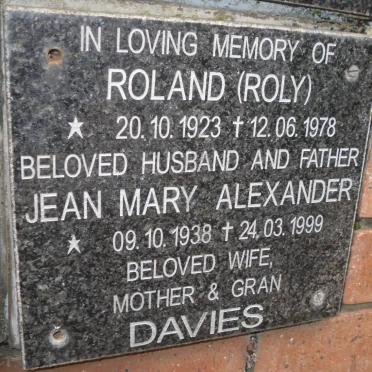 IN LOVING MEMORY OF
ROLAND (ROLY)
★ 20.10.1923 † 12.06.1978
BELOVED HUSBAND AND FATHER
JEAN MARY ALEXANDER
★ 09.10.1938 † 24.03.1999
BELOVED WIFE,
MOTHER & GRAN
DAVIES